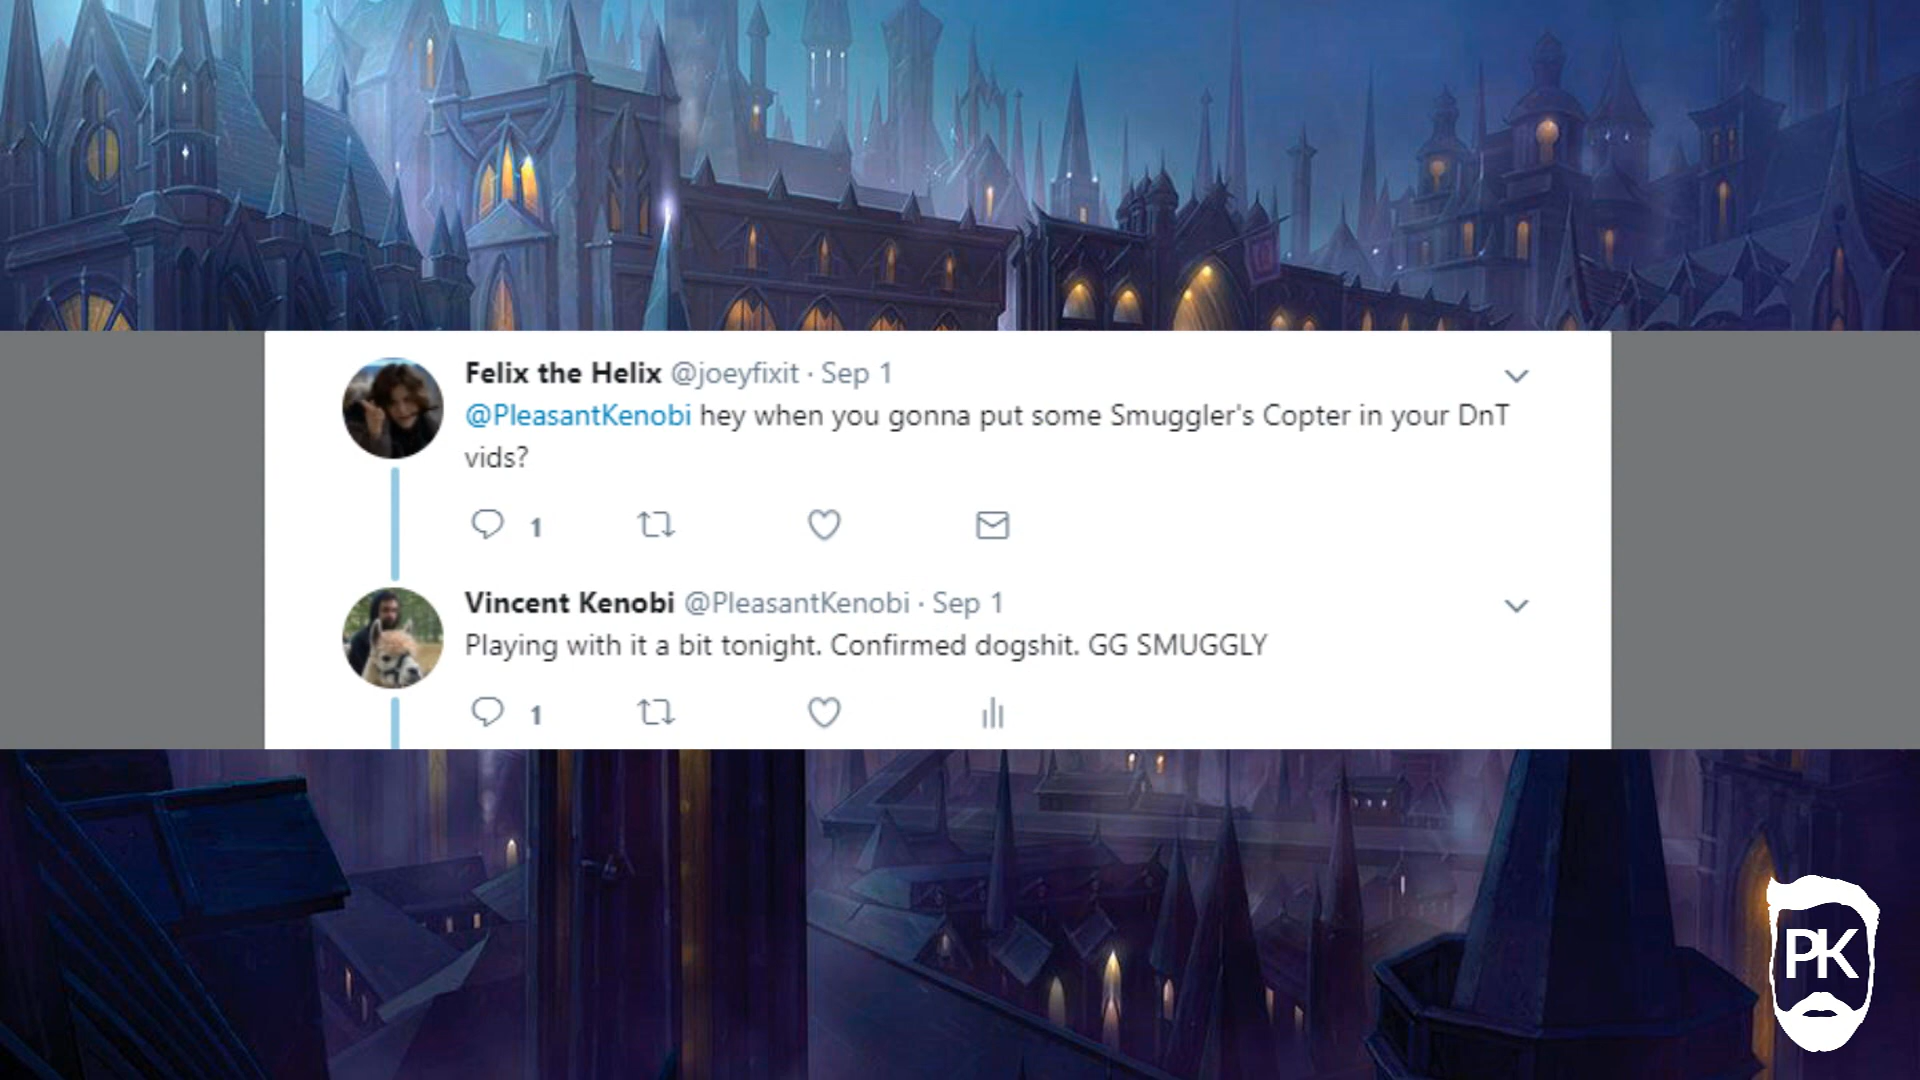 Felix the Helix @joeyfixit · Sep 1
@PleasantKenobi hey when you gonna put some Smuggler's Copter in your DnT
vids?
1
Vincent Kenobi @PleasantKenobi · Sep 1
Playing with it a bit tonight. Confirmed dogshit. GG SMUGGLY
1
PK